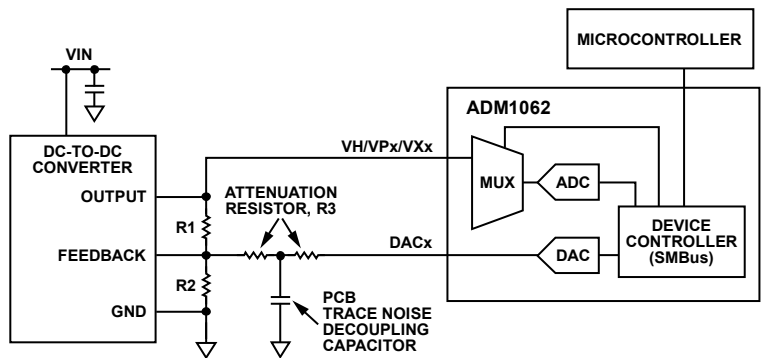 MICROCONTROLLER
VIN
ADM1062
DC-TO-DC
CONVERTER
VH/VPx/VXx
MUX
ADC
OUTPUT
ATTENUATION
RESISTOR, R3
R1
DEVICE
CONTROLLER
(SMBus)
FEEDBACK
DACx
DAC
R2
PCB
TRACE NOISE
DECOUPLING
CAPACITOR
GND